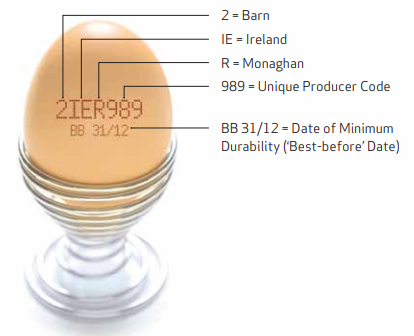 2 = Barn
IE = Ireland
R = Monaghan
989 = Unique Producer Code
2IER989
BB 31/12
BB 31/12 = Date of Minimum
Durability (‘Best-before’ Date)